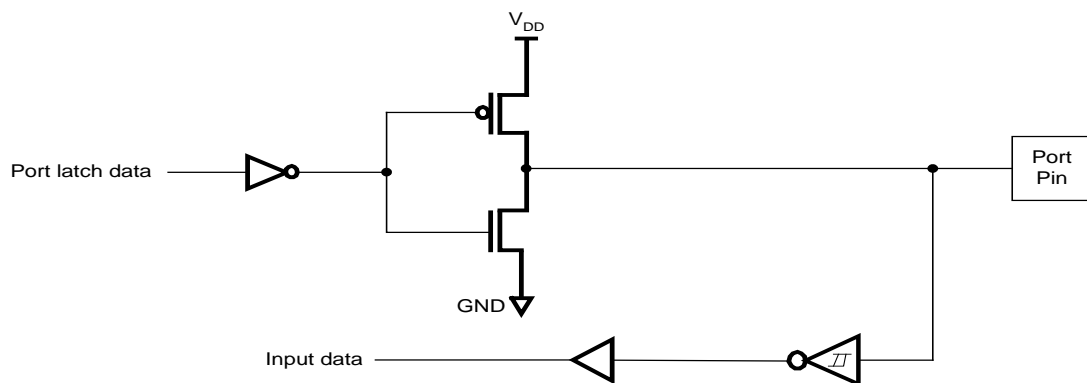 VDD
Port latch data
Port
Pin
GND
Input data